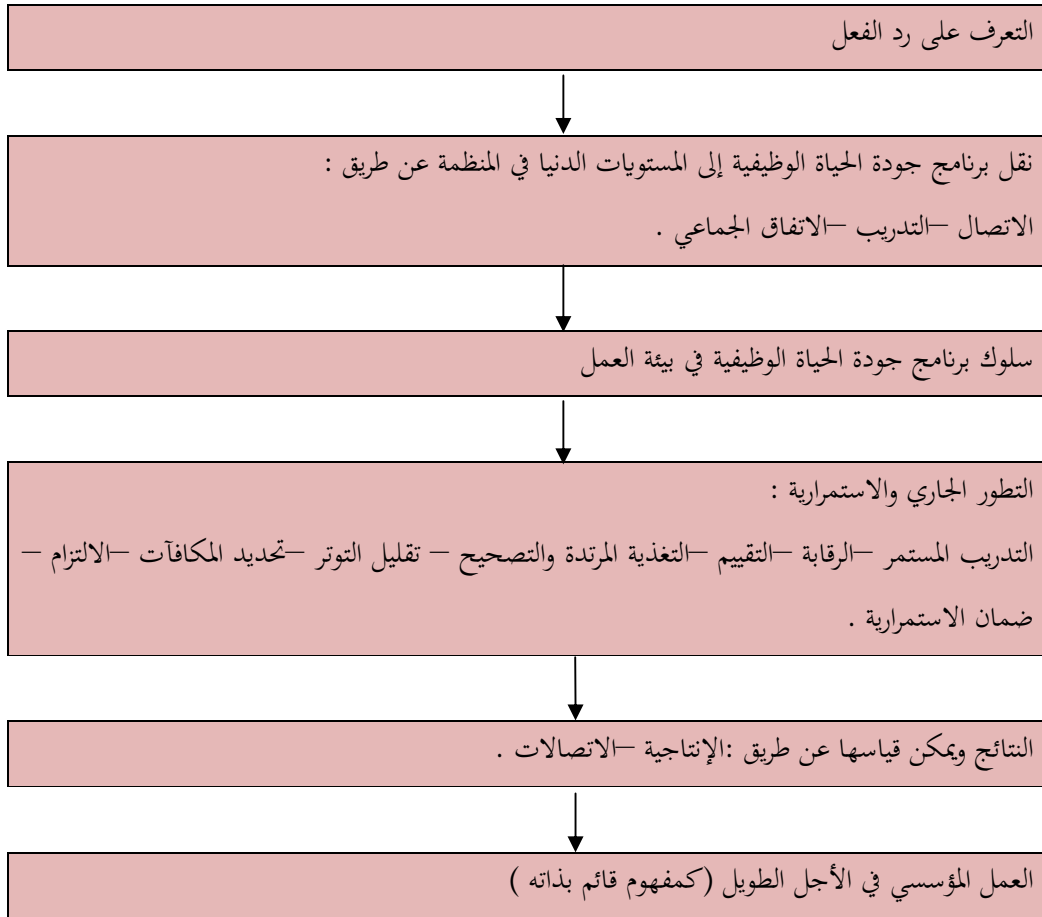 التعرف على رد الفعل
نقل برنامج جودة الحياة الوظيفية إلى المستويات الدنيا في المنظمة عن طريق :
الاتصال –التدريب –الاتفاق الجماعي .
سلوك برنامج جودة الحياة الوظيفية في بيئة العمل
التطور الجاري والاستمرارية :
التدريب المستمر –الرقابة –التقييم –التغذية المرتدة والتصحيح – تقليل التوتر –تحديد المكافآت –الالتزام –
ضمان الاستمرارية .
النتائج ويمكن قياسها عن طريق :الإنتاجية –الاتصالات .
العمل المؤسسي في الأجل الطويل (كمفهوم قائم بذاته )